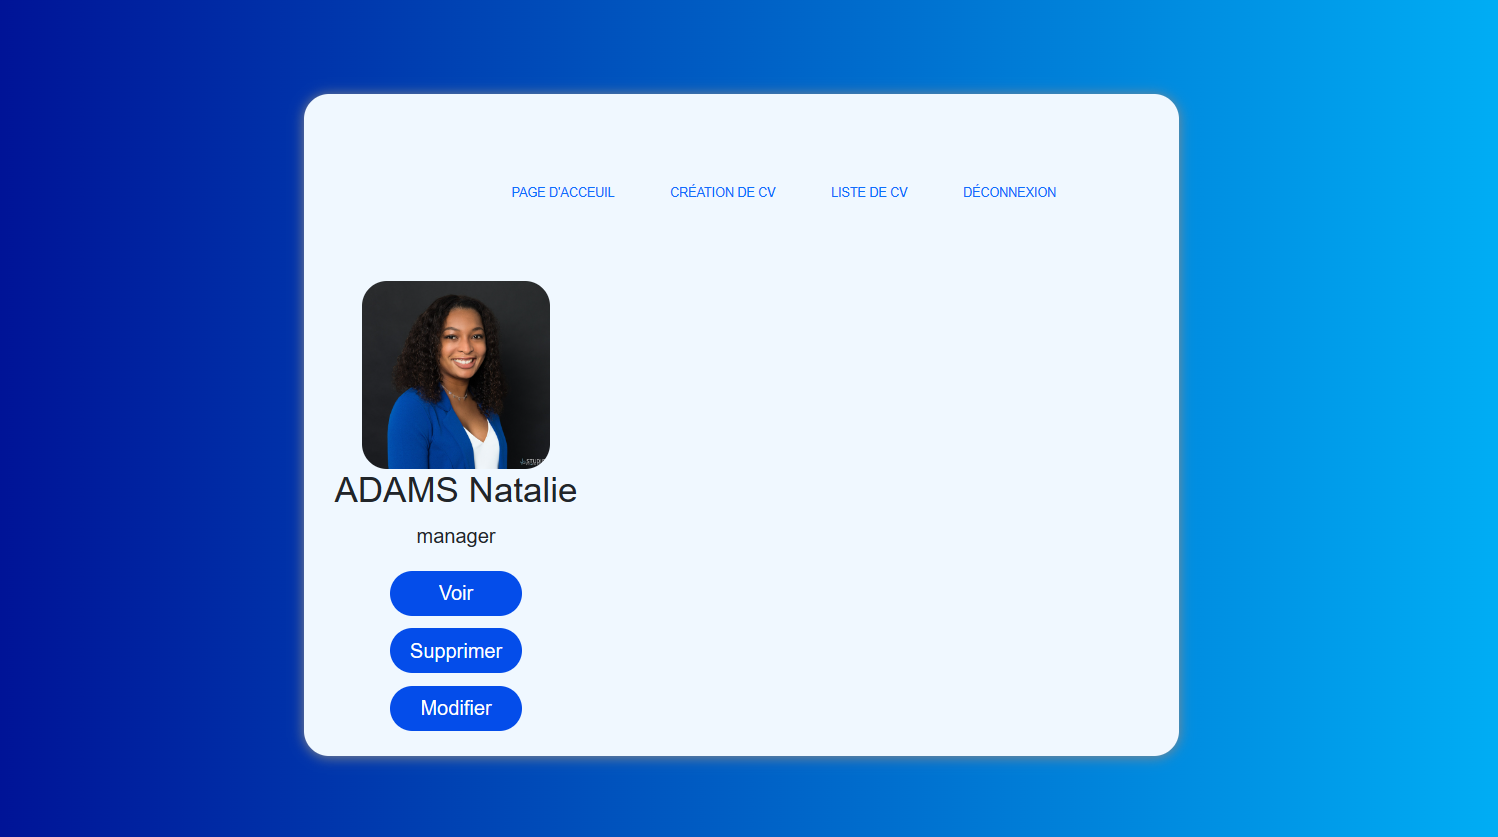 PAGE D'ACCEUIL CRÉATION DE CV LISTE DE CV DÉCONNEXION
ADAMS Natalie
manager
Voir
Supprimer
Modifier